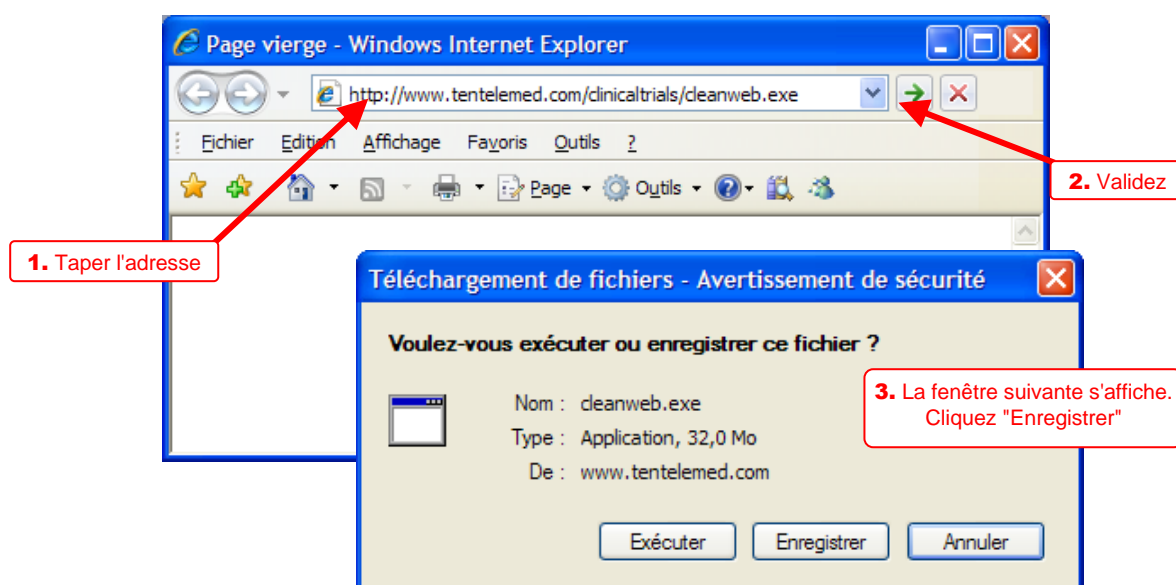 Page vierge - Windows Internet Explorer
http://www.tentelemed.com/clinicaltrials/cleanweb.exe
Fichier Edition Affichage Favoris Outils ?
Page Outils
2. Validez
1. Taper l'adresse
Téléchargement de fichiers - Avertissement de sécurité
Voulez-vous exécuter ou enregistrer ce fichier ?
3. La fenêtre suivante s'affiche.
Cliquez "Enregistrer"
Nom : cleanweb.exe
Type : Application, 32,0 Mo
De : www.tentelemed.com
Exécuter Enregistrer Annuler